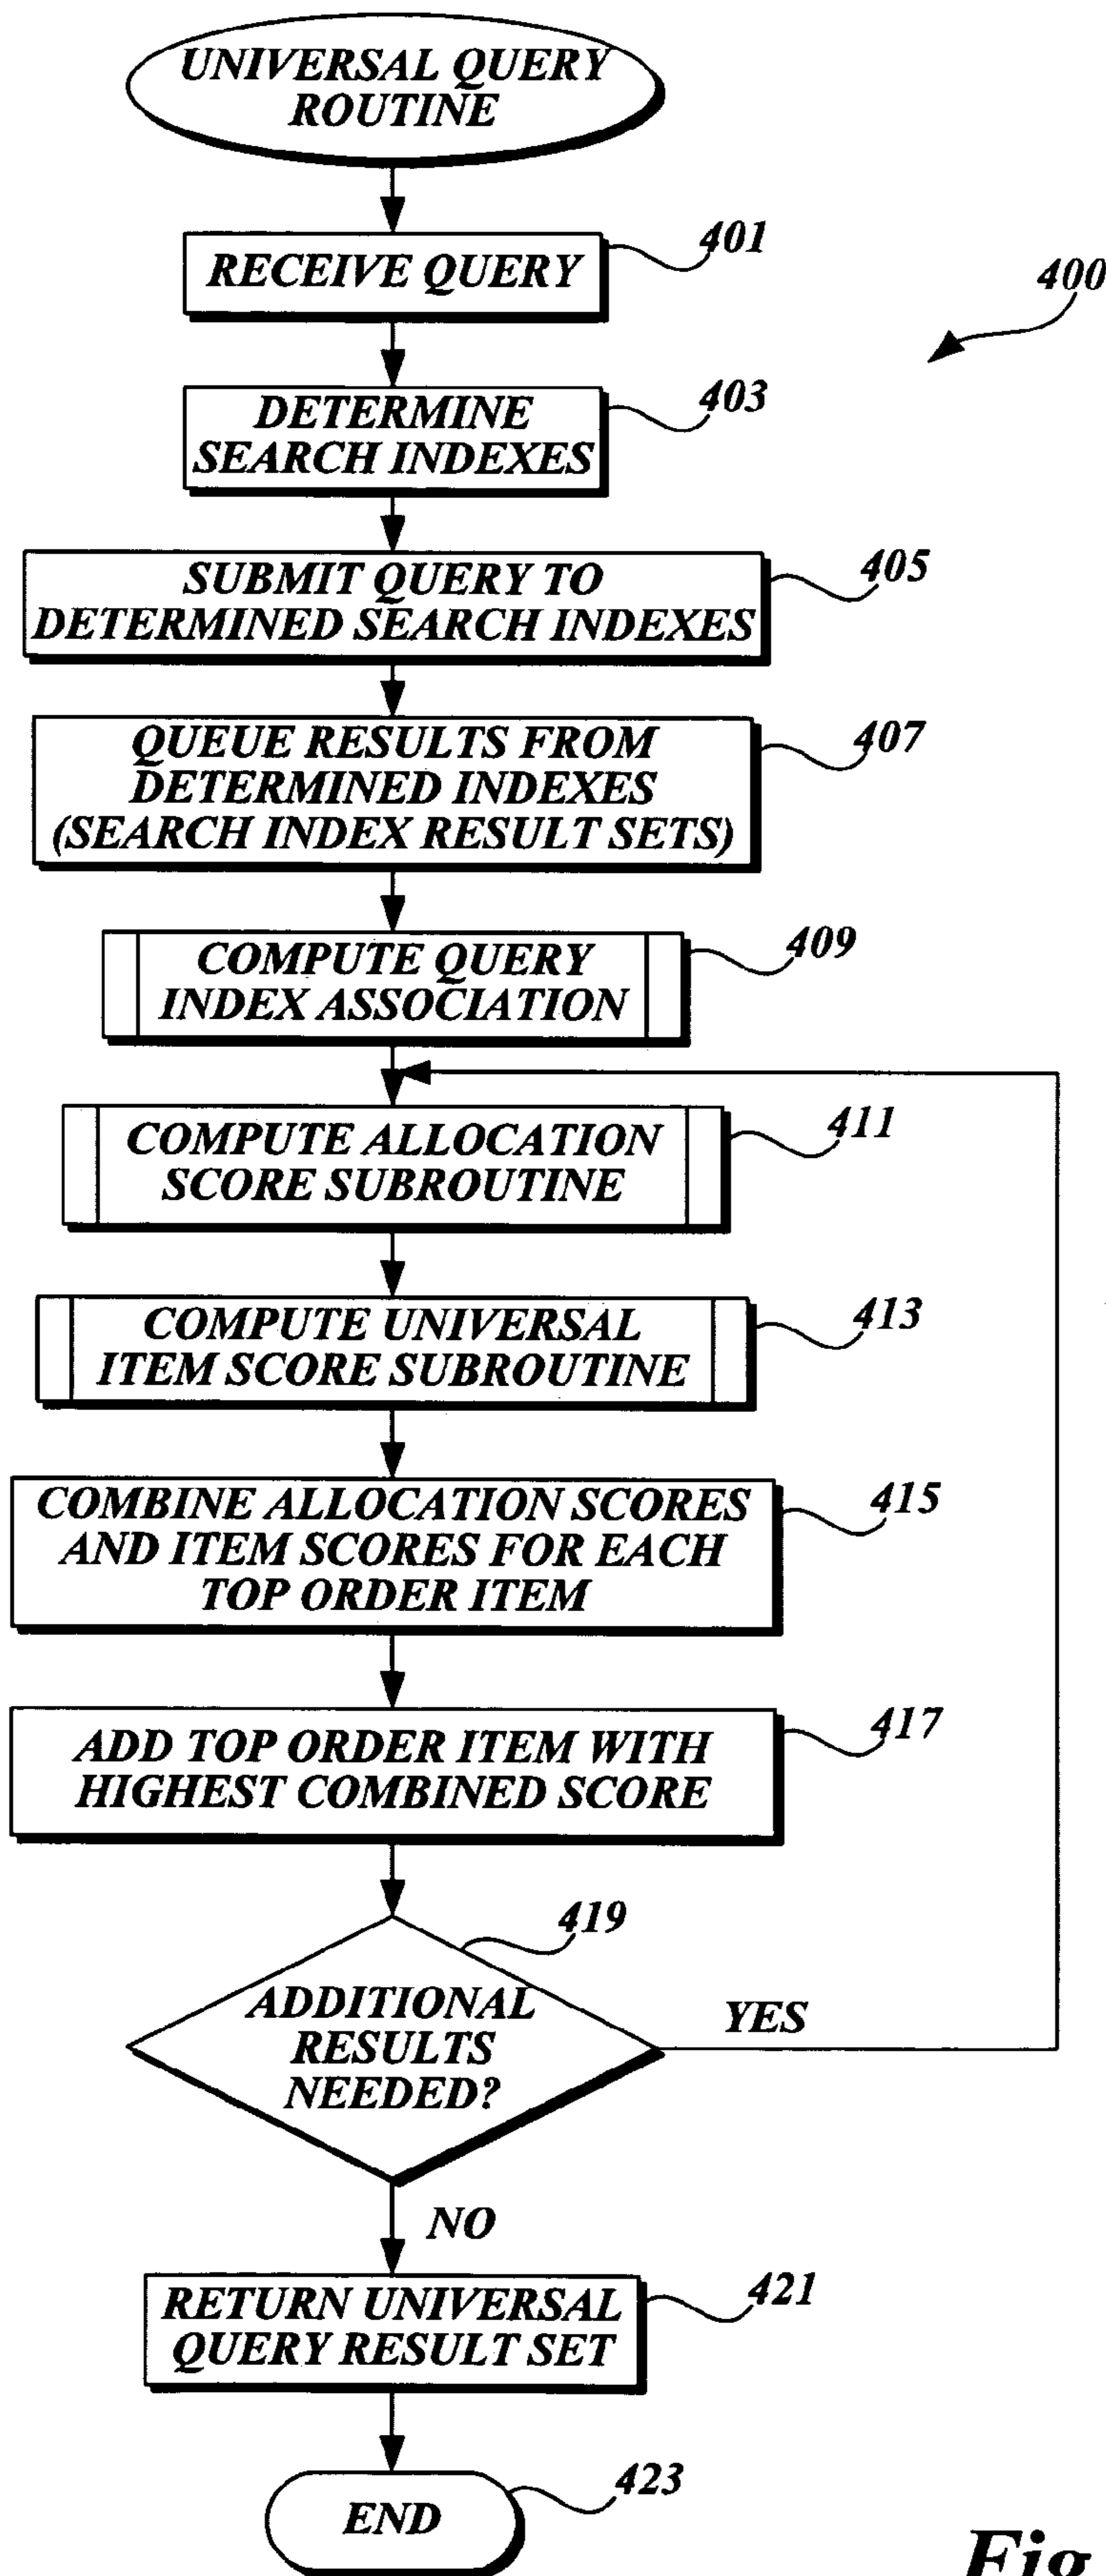 UNIVERSAL QUERY
ROUTINE
401
RECEIVE QUERY
400
403
DETERMINE
SEARCH INDEXES
405
SUBMIT QUERY TO
DETERMINED SEARCH INDEXES
407
QUEUE RESULTS FROM
DETERMINED INDEXES
(SEARCH INDEX RESULT SETS)
409
COMPUTE QUERY
INDEX ASSOCIATION
411
COMPUTE ALLOCATION
SCORE SUBROUTINE
413
COMPUTE UNIVERSAL
ITEM SCORE SUBROUTINE
415
COMBINE ALLOCATION SCORES
AND ITEM SCORES FOR EACH
TOP ORDER ITEM
417
ADD TOP ORDER ITEM WITH
HIGHEST COMBINED SCORE
419
ADDITIONAL
RESULTS
NEEDED?
YES
NO
421
RETURN UNIVERSAL
QUERY RESULT SET
423
END
Fig